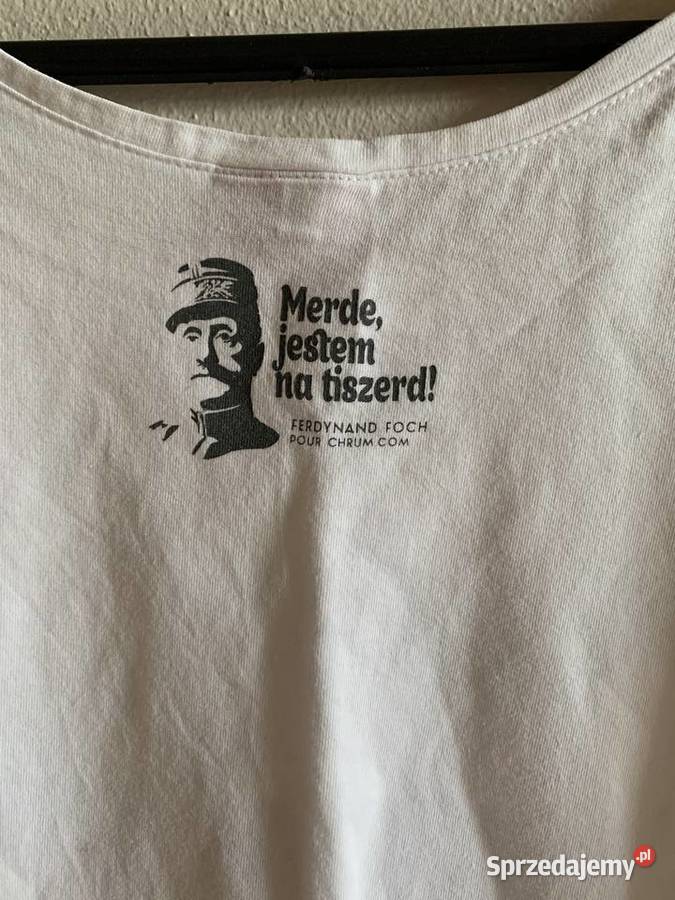 Merde,
jestem
na tiszerd!
FERDYNAND FOCH
POUR CHRUM.COM
Sprzedajemy.pl